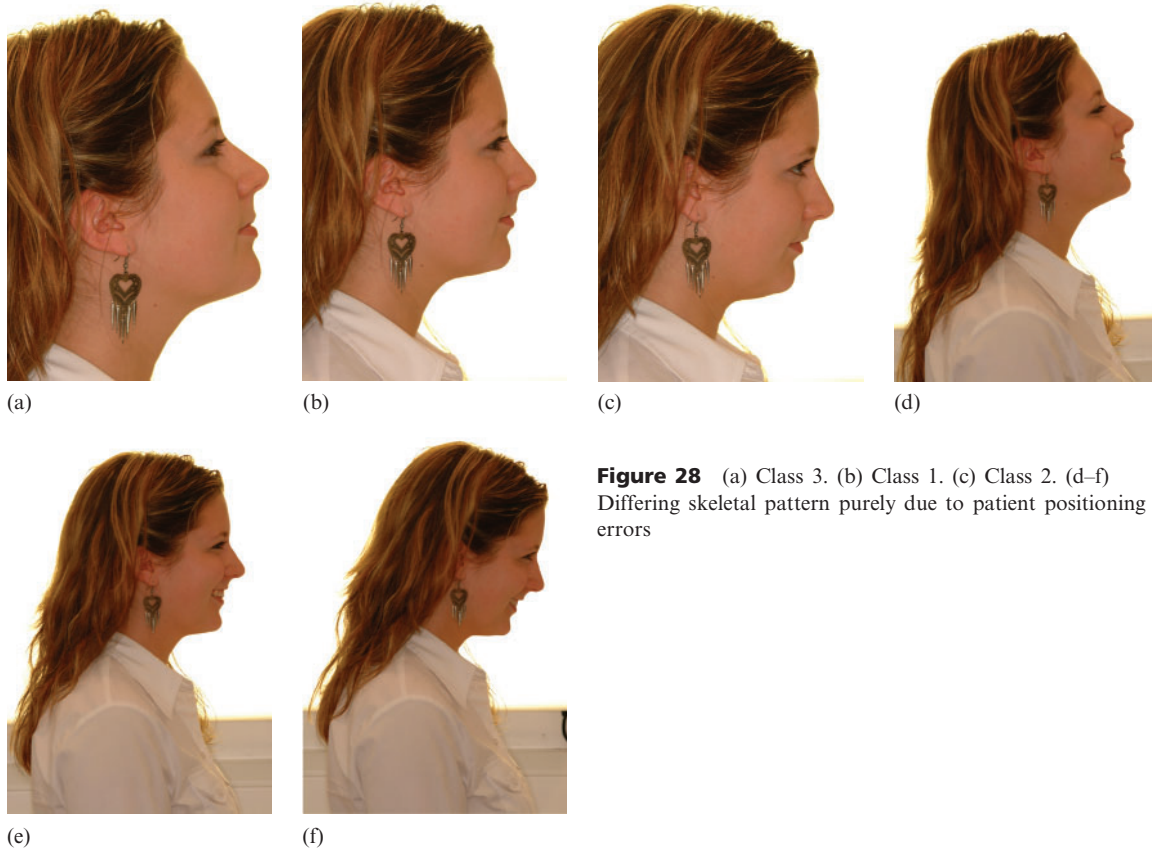 (a)
(b)
(c)
(d)
Figure 28 (a) Class 3. (b) Class 1. (c) Class 2. (d–f)
Differing skeletal pattern purely due to patient positioning
errors
(e)
(f)